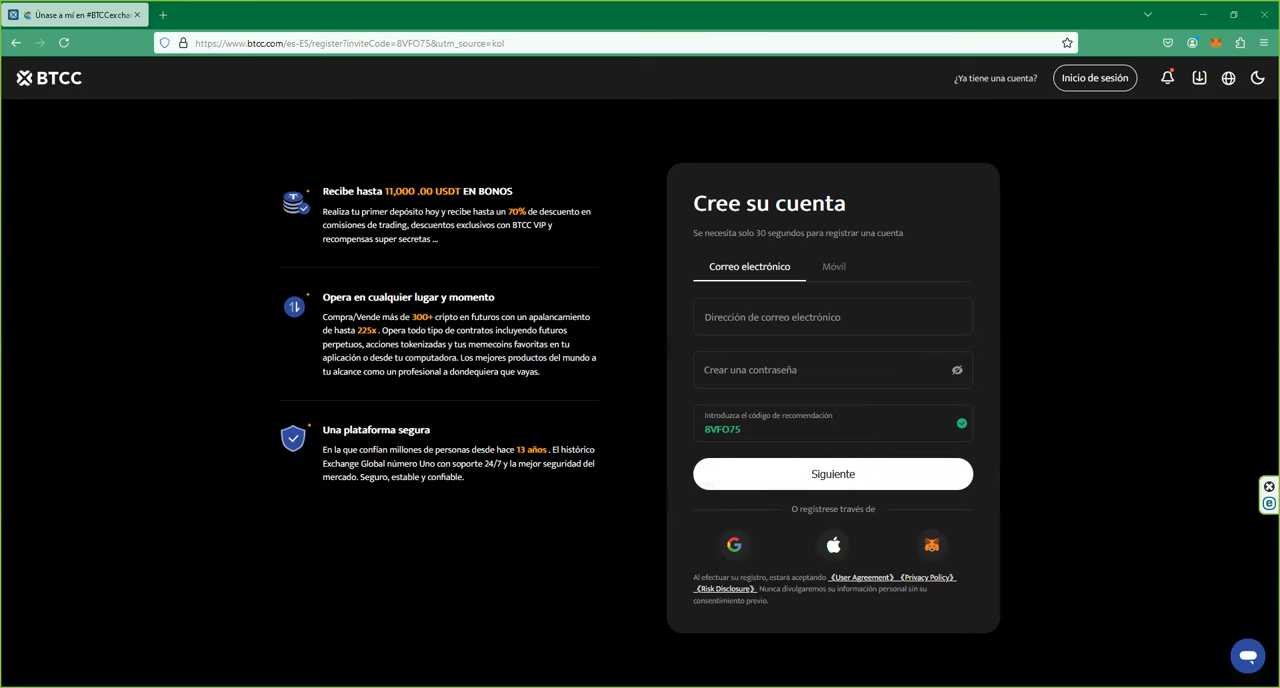 Únase a mí en #BTCCexcha
https://www.btcc.com/es-ES/register?inviteCode=8VFO75&utm_source=kol
BTCC
¿Ya tiene una cuenta?
Inicio de sesión
Recibe hasta 11,000 .00 USDT EN BONOS
Realiza tu primer depósito hoy y recibe hasta un 70% de descuento en
comisiones de trading, descuentos exclusivos con BTCC VIP y
recompensas super secretas ...
Opera en cualquier lugar y momento
Compra/Vende más de 300+ cripto en futuros con un apalancamiento
de hasta 225x . Opera todo tipo de contratos incluyendo futuros
perpetuos, acciones tokenizadas y tus memecoins favoritas en tu
aplicación o desde tu computadora. Los mejores productos del mundo a
tu alcance como un profesional a dondequiera que vayas.
Una plataforma segura
En la que confían millones de personas desde hace 13 años . El histórico
Exchange Global número Uno con soporte 24/7 y la mejor seguridad del
mercado. Seguro, estable y confiable.
Cree su cuenta
Se necesita solo 30 segundos para registrar una cuenta
Correo electrónico
Móvil
Dirección de correo electrónico
Crear una contraseña
Introduzca el código de recomendación
8VFO75
Siguiente
O regístrese través de
Al efectuar su registro, estará aceptando 《User Agreement》 《Privacy Policy》
《Risk Disclosure》 Nunca divulgaremos su información personal sin su
consentimiento previo.